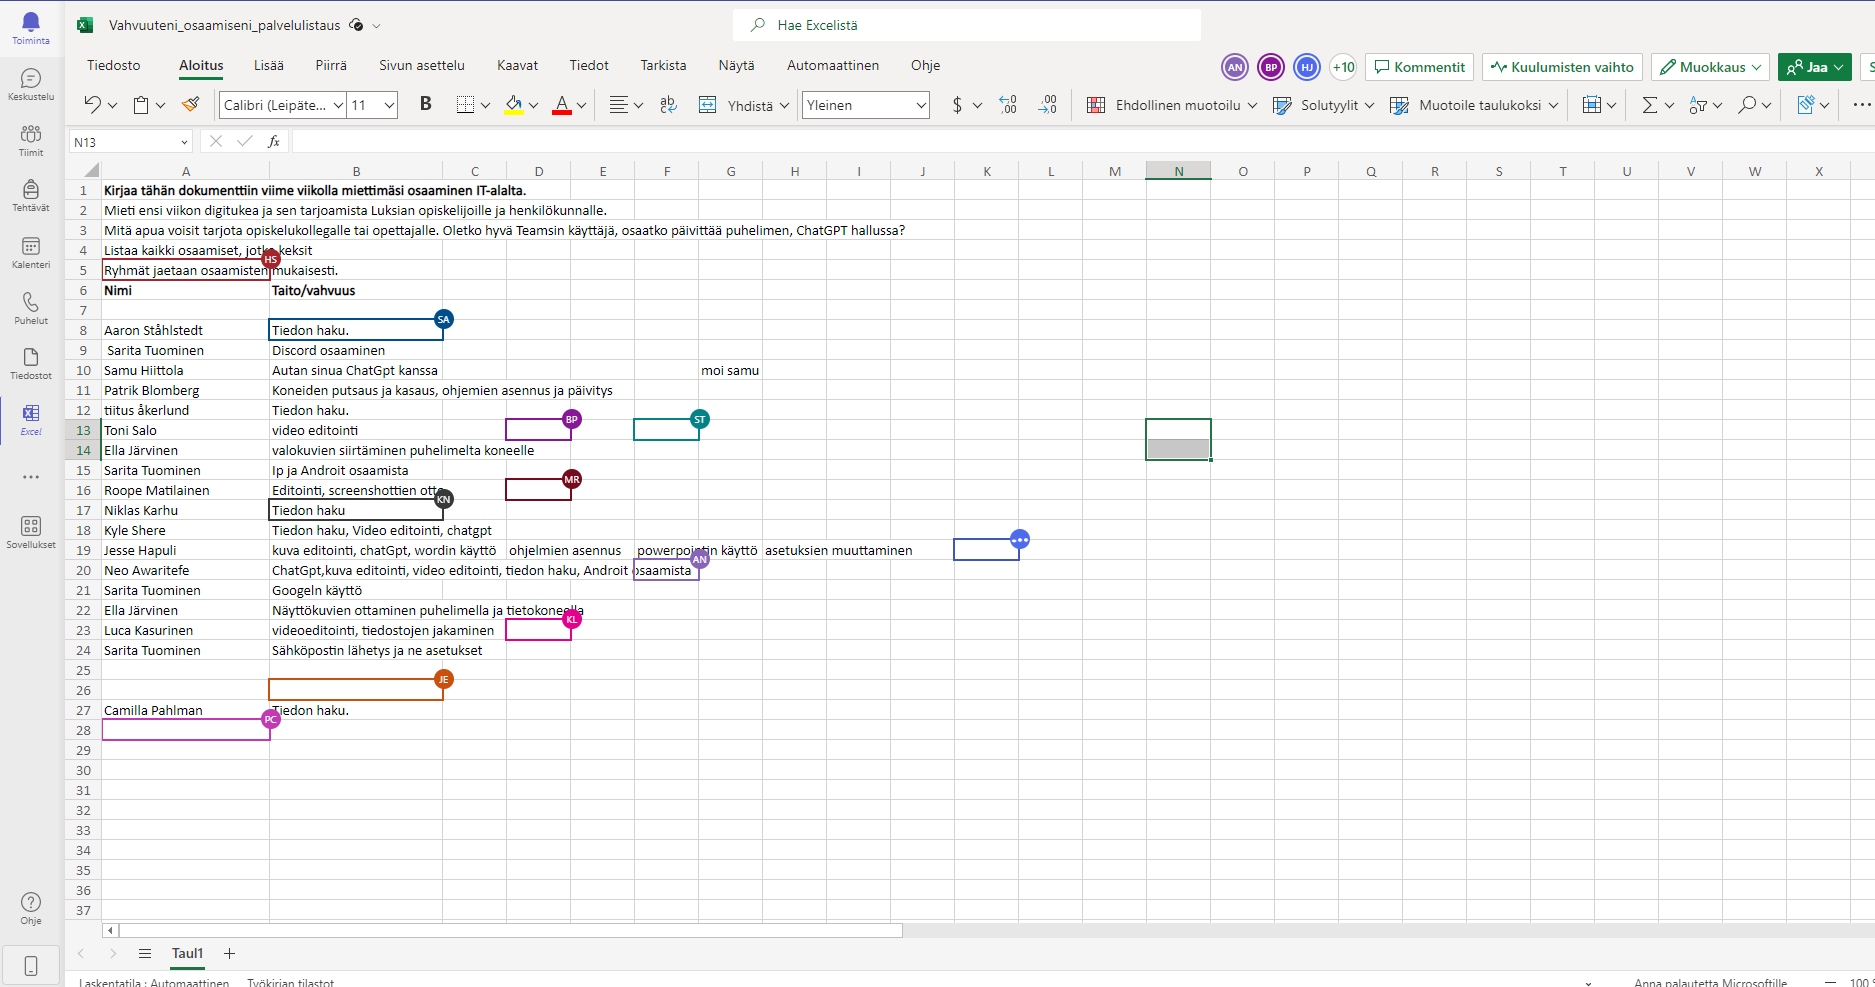 Toiminta
Keskustelu
Tiimit
Tehtävät
Kalenteri
Puhelut
Tiedostot
Excel
Sovellukset
Ohje
Vahvuuteni_osaamiseni_palvelulistaus
Hae Excelistä
Tiedosto Aloitus Lisää Piirrä Sivun asettelu Kaavat Tiedot Tarkista Näytä Automaattinen Ohje
AN BP HJ +10 Kommentit Kuulumisten vaihto Muokkaus Jaa S
Calibri (Leipäte... 11 B A ab Yhdistä Yleinen $ ,00 ,00 ,0 Ehdollinen muotoilu Solutyylit Muotoile taulukoksi
N13 fx
A B C D E F G H I J K L M N O P Q R S T U V W X
1 Kirjaa tähän dokumenttiin viime viikolla miettimäsi osaaminen IT-alalta.
2 Mieti ensi viikon digitukea ja sen tarjoamista Luksian opiskelijoille ja henkilökunnalle.
3 Mitä apua voisit tarjota opiskelukollegalle tai opettajalle. Oletko hyvä Teamsin käyttäjä, osaatko päivittää puhelimen, ChatGPT hallussa?
4 Listaa kaikki osaamiset, jotka keksit
HS
5 Ryhmät jaetaan osaamisten mukaisesti.
6 Nimi Taito/vahvuus
7
SA
8 Aaron Ståhlstedt Tiedon haku.
9 Sarita Tuominen Discord osaaminen
10 Samu Hiittola Autan sinua ChatGpt kanssa moi samu
11 Patrik Blomberg Koneiden putsaus ja kasaus, ohjemien asennus ja päivitys
12 tiitus åkerlund Tiedon haku.
BP ST
13 Toni Salo video editointi
14 Ella Järvinen valokuvien siirtäminen puhelimelta koneelle
15 Sarita Tuominen Ip ja Androit osaamista
MR
16 Roope Matilainen Editointi, screenshottien otto
KN
17 Niklas Karhu Tiedon haku
18 Kyle Shere Tiedon haku, Video editointi, chatgpt
19 Jesse Hapuli kuva editointi, chatGpt, wordin käyttö ohjelmien asennus powerpointin käyttö asetuksien muuttaminen
AN
20 Neo Awaritefe ChatGpt,kuva editointi, video editointi, tiedon haku, Androit osaamista
21 Sarita Tuominen Googeln käyttö
22 Ella Järvinen Näyttökuvien ottaminen puhelimella ja tietokoneella
KL
23 Luca Kasurinen videoeditointi, tiedostojen jakaminen
24 Sarita Tuominen Sähköpostin lähetys ja ne asetukset
25
JE
26
27 Camilla Pahlman Tiedon haku.
PC
28
29
30
31
32
33
34
35
36
37
Taul1
Laskentatila : Automaattinen Työkirjan tilastot Anna palautetta Microsoftille 100